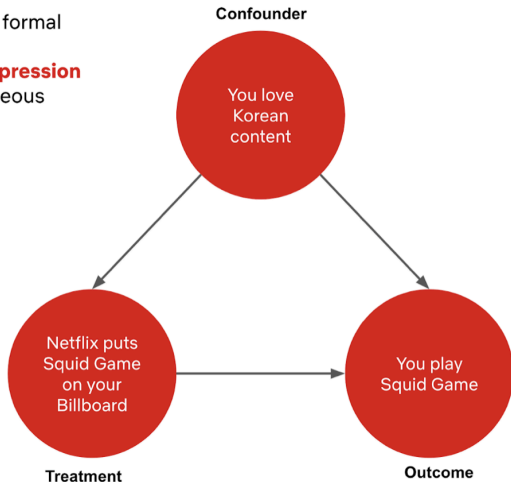 Confounder
formal
pression
eous
You love
Korean
content
Netflix puts
Squid Game
on your
Billboard
You play
Squid Game
Treatment
Outcome